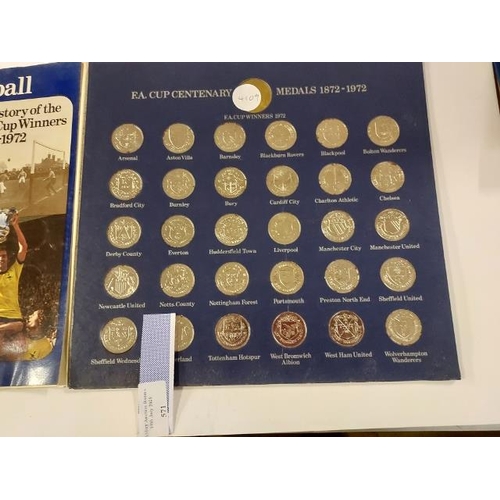 ball
story of the
Cup Winners
-1972
F.A. CUP CENTENARY MEDALS 1872-1972
F.A. CUP WINNERS 1972
Arsenal Aston Villa Barnsley Blackburn Rovers Blackpool Bolton Wanderers
Bradford City Burnley Bury Cardiff City Charlton Athletic Chelsea
Derby County Everton Huddersfield Town Liverpool Manchester City Manchester United
Newcastle United Notts County Nottingham Forest Portsmouth Preston North End Sheffield United
Sheffield Wednesd erland Tottenham Hotspur West Bromwich Albion West Ham United Wolverhampton Wanderers
571